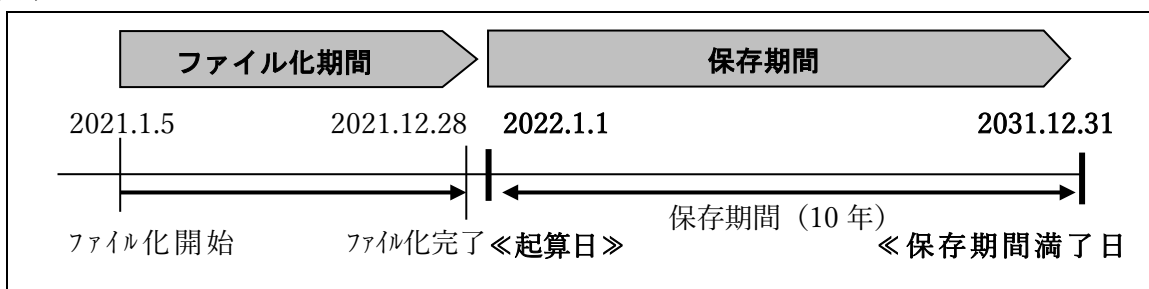 ファイル化期間 保存期間
2021.1.5 2021.12.28 2022.1.1 2031.12.31
保存期間（10 年）
ﾌｧｲﾙ化開始 ﾌｧｲﾙ化完了 ≪起算日≫ ≪保存期間満了日